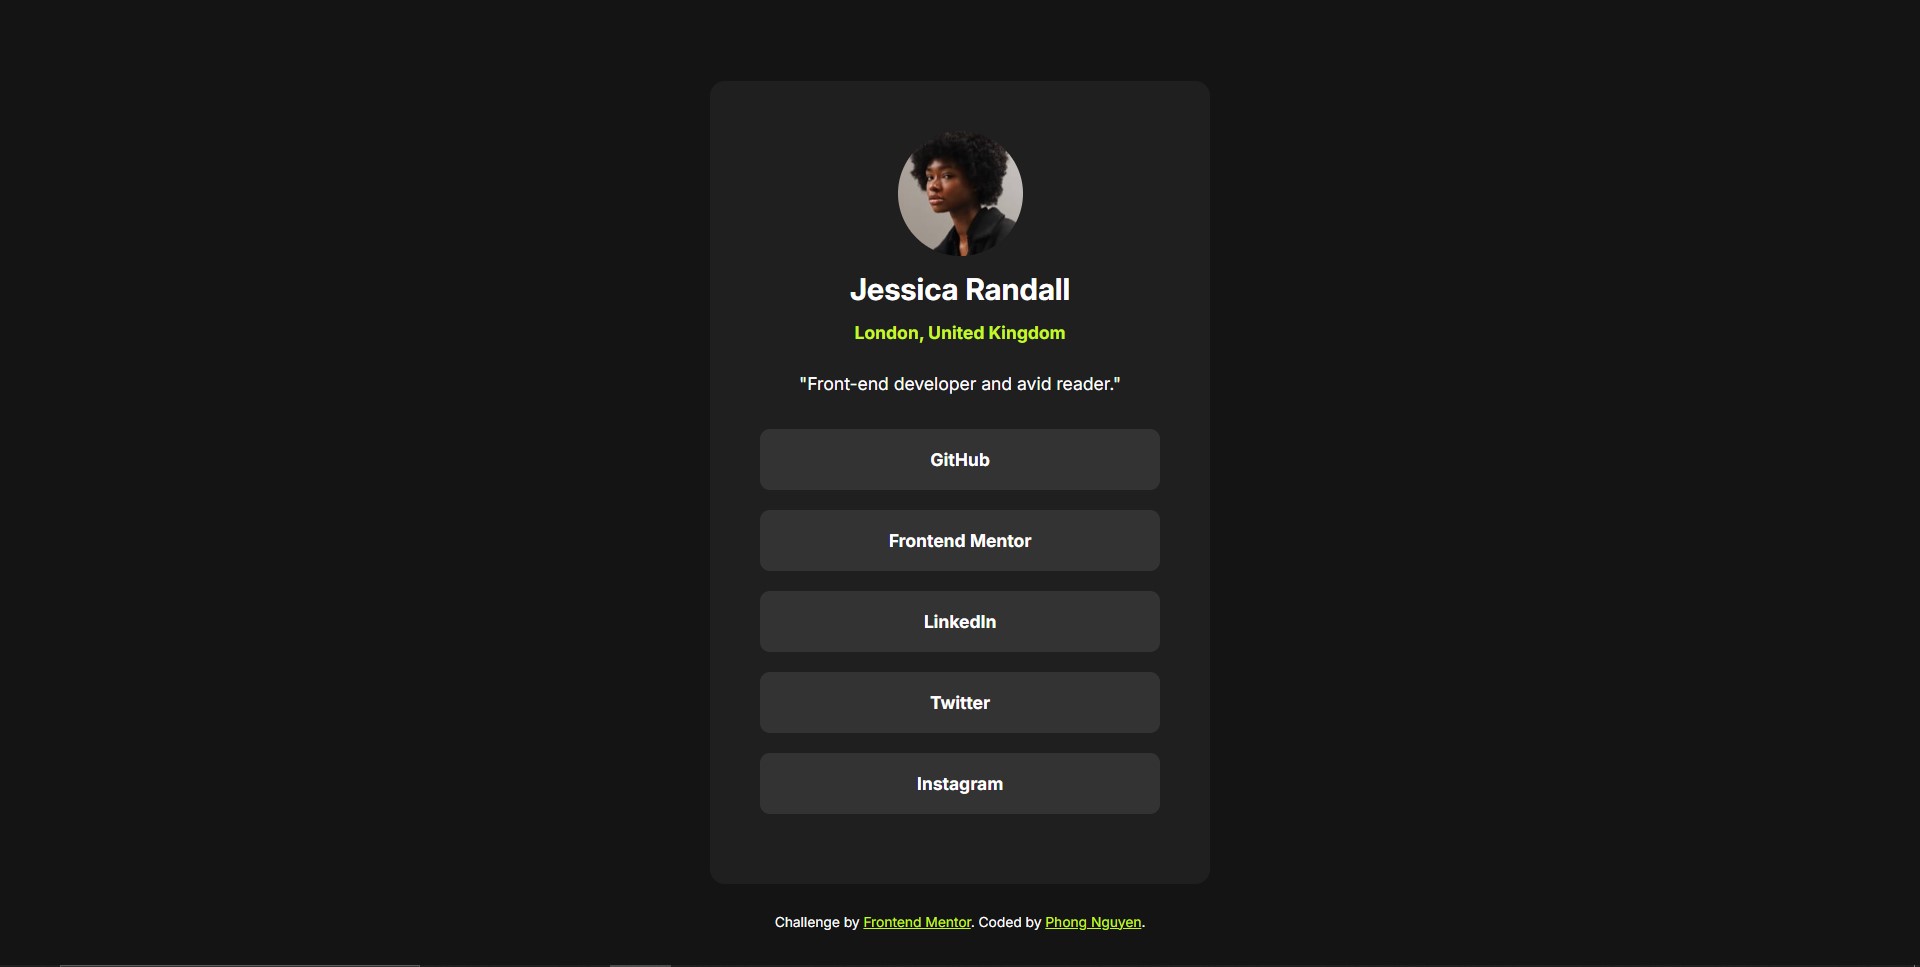 Jessica Randall
London, United Kingdom
"Front-end developer and avid reader."
GitHub
Frontend Mentor
LinkedIn
Twitter
Instagram
Challenge by Frontend Mentor. Coded by Phong Nguyen.